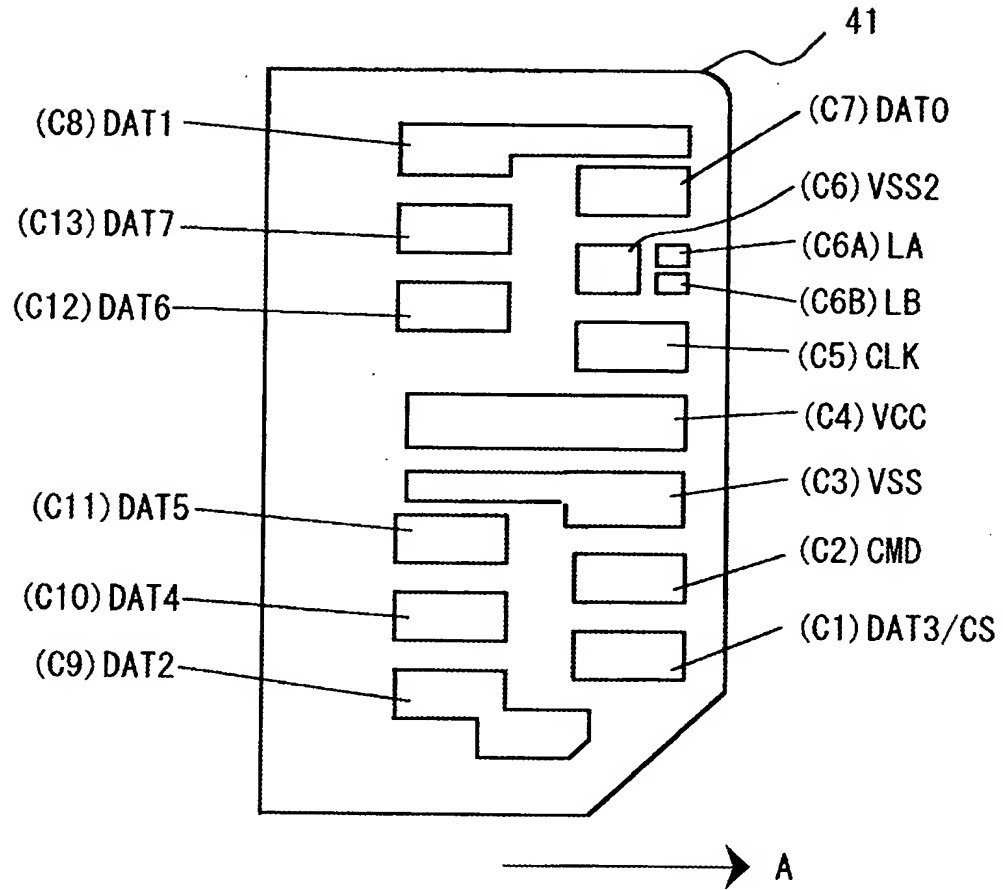 41
(C8) DAT1
(C7) DAT0
(C6) VSS2
(C13) DAT7
(C6A) LA
(C12) DAT6
(C6B) LB
(C5) CLK
(C4) VCC
(C3) VSS
(C11) DAT5
(C2) CMD
(C10) DAT4
(C1) DAT3/CS
(C9) DAT2
A